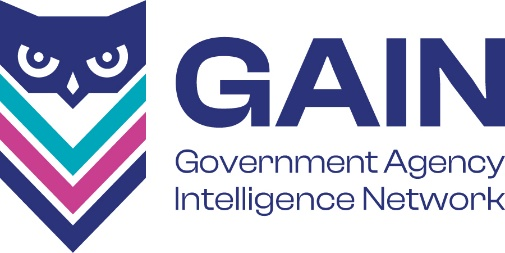 GAIN
Government Agency
Intelligence Network